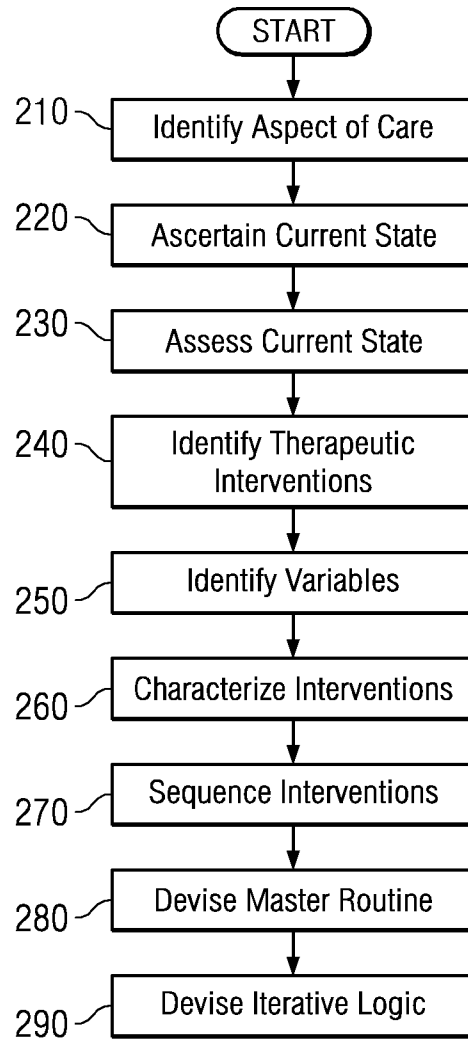 START
210
Identify Aspect of Care
220
Ascertain Current State
230
Assess Current State
240
Identify Therapeutic
Interventions
250
Identify Variables
260
Characterize Interventions
270
Sequence Interventions
280
Devise Master Routine
290
Devise Iterative Logic